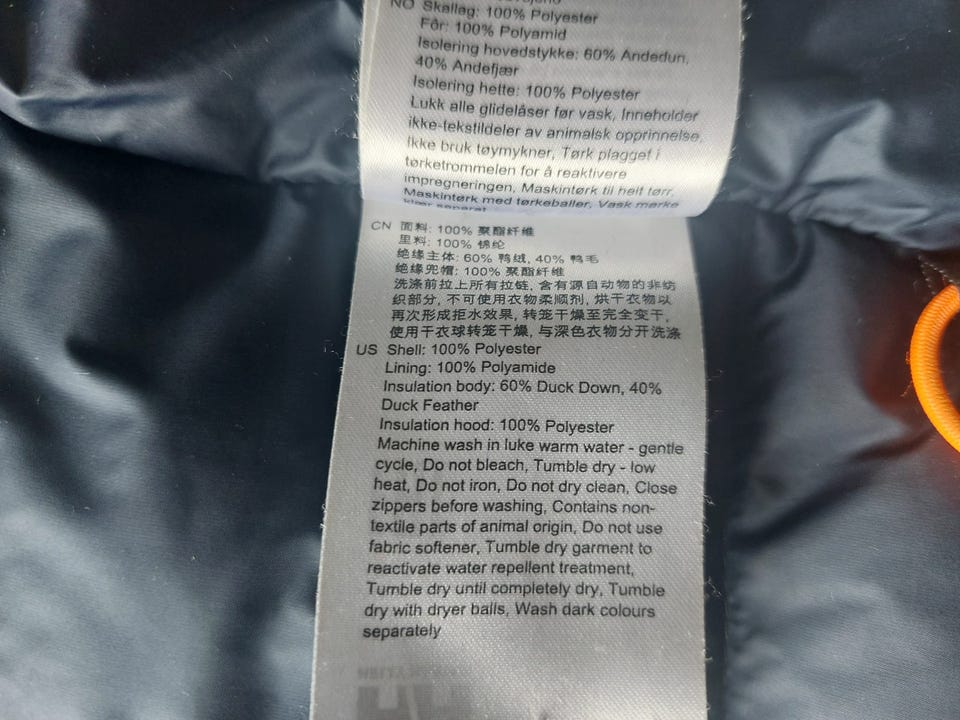 NO Skallag: 100% Polyester
Fôr: 100% Polyamid
Isolering hovedstykke: 60% Andedun,
40% Andefjær
Isolering hette: 100% Polyester
Lukk alle glidelåser før vask, Inneholder
ikke-tekstildeler av animalsk opprinnelse,
Ikke bruk tøymykner, Tørk plagget i
tørketrommelen for å reaktivere
impregneringen, Maskintørk til helt tørr,
Maskintørk med tørkeballer, Vask mørke
klær separat
CN 面料: 100% 聚酯纤维
里料: 100% 锦纶
绝缘主体: 60% 鸭绒, 40% 鸭毛
绝缘兜帽: 100% 聚酯纤维
洗涤前拉上所有拉链, 含有源自动物的非纺
织部分, 不可使用衣物柔顺剂, 烘干衣物以
再次形成拒水效果, 转笼干燥至完全变干,
使用干衣球转笼干燥, 与深色衣物分开洗涤
US Shell: 100% Polyester
Lining: 100% Polyamide
Insulation body: 60% Duck Down, 40%
Duck Feather
Insulation hood: 100% Polyester
Machine wash in luke warm water - gentle
cycle, Do not bleach, Tumble dry - low
heat, Do not iron, Do not dry clean, Close
zippers before washing, Contains non-
textile parts of animal origin, Do not use
fabric softener, Tumble dry garment to
reactivate water repellent treatment,
Tumble dry until completely dry, Tumble
dry with dryer balls, Wash dark colours
separately